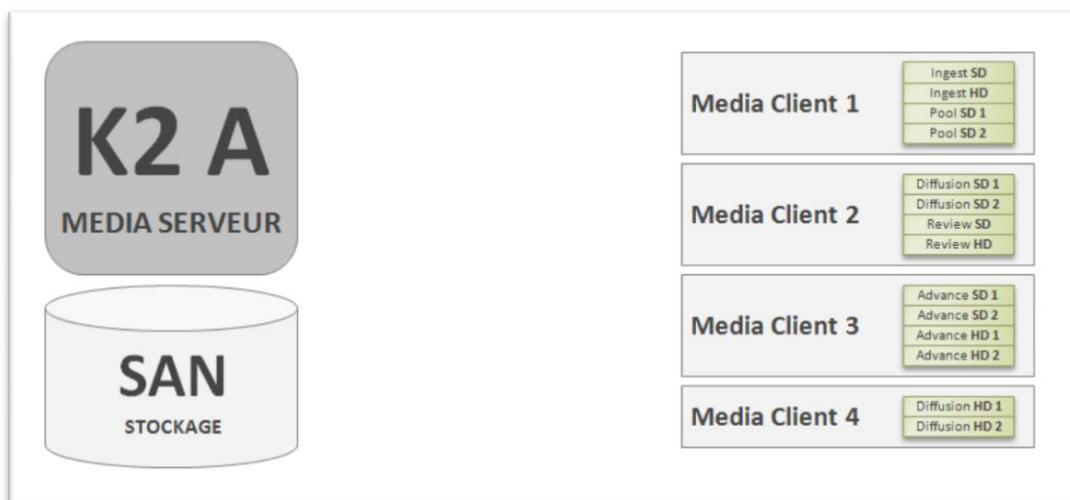 K2 A
MEDIA SERVEUR
SAN
STOCKAGE
Media Client 1
Ingest SD
Ingest HD
Pool SD 1
Pool SD 2
Media Client 2
Diffusion SD 1
Diffusion SD 2
Review SD
Review HD
Media Client 3
Advance SD 1
Advance SD 2
Advance HD 1
Advance HD 2
Media Client 4
Diffusion HD 1
Diffusion HD 2